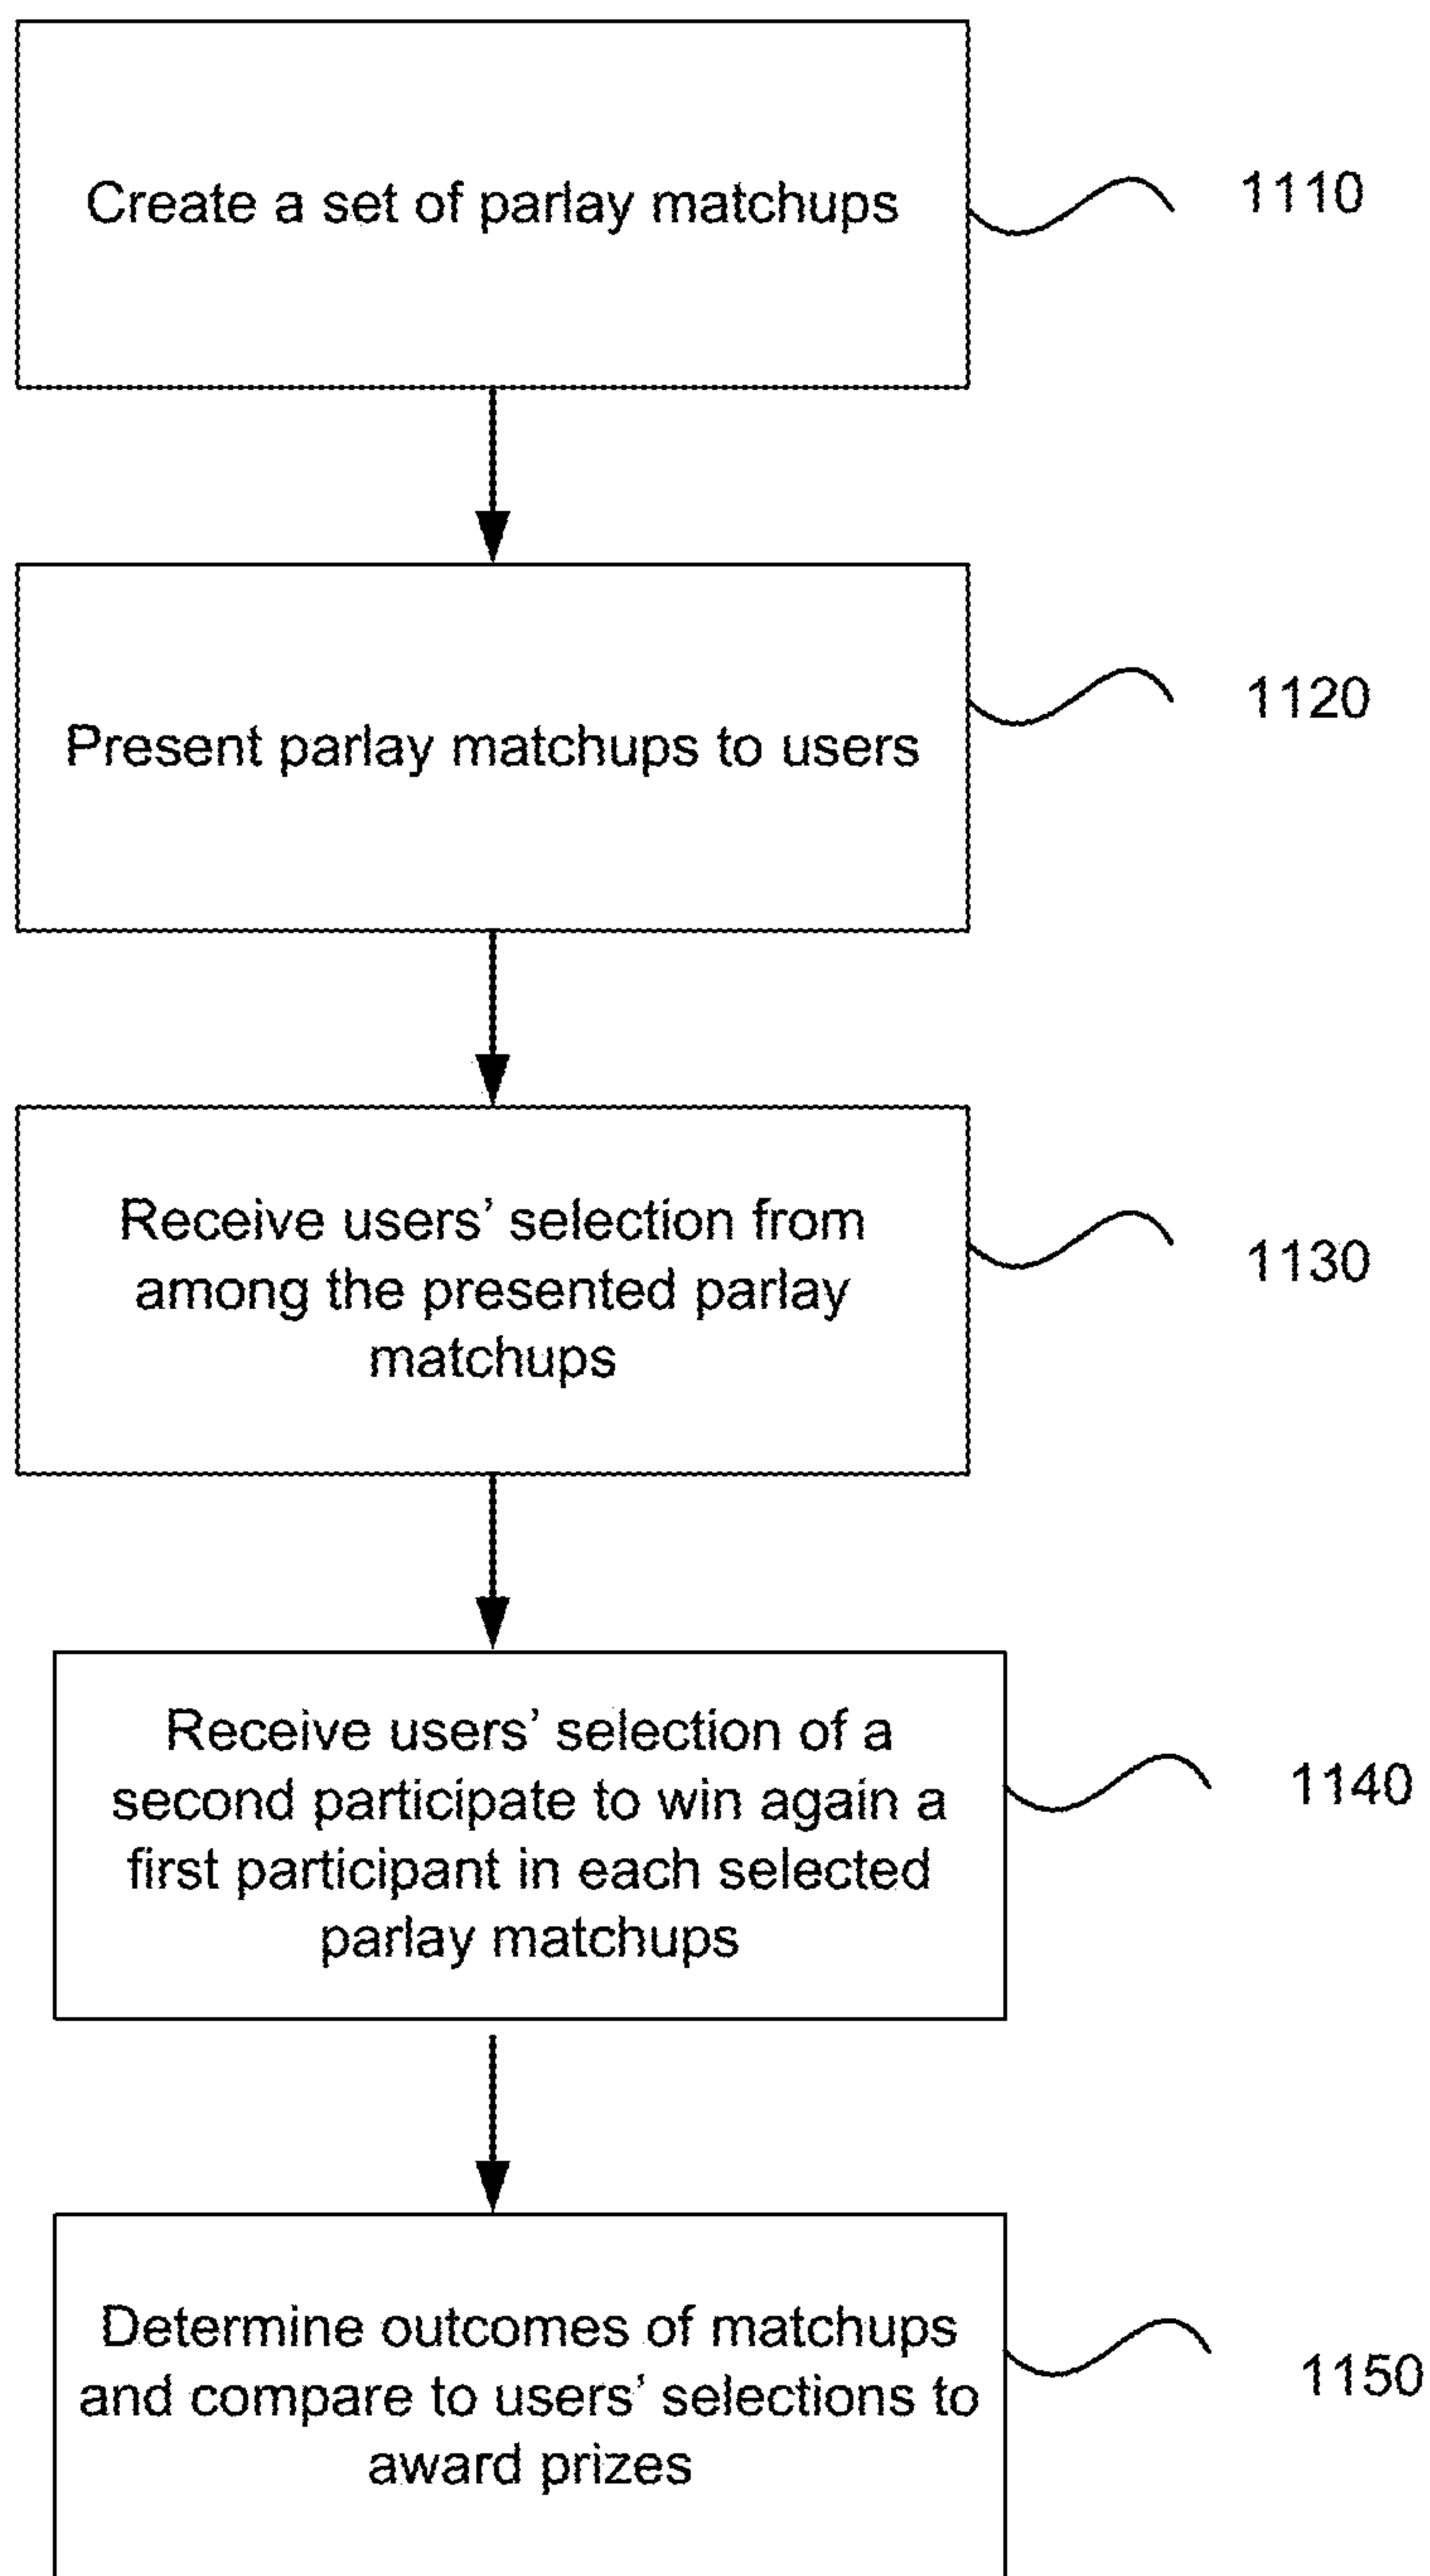 Create a set of parlay matchups
1110
Present parlay matchups to users
1120
Receive users’ selection from
among the presented parlay
matchups
1130
Receive users’ selection of a
second participate to win again a
first participant in each selected
parlay matchups
1140
Determine outcomes of matchups
and compare to users’ selections to
award prizes
1150